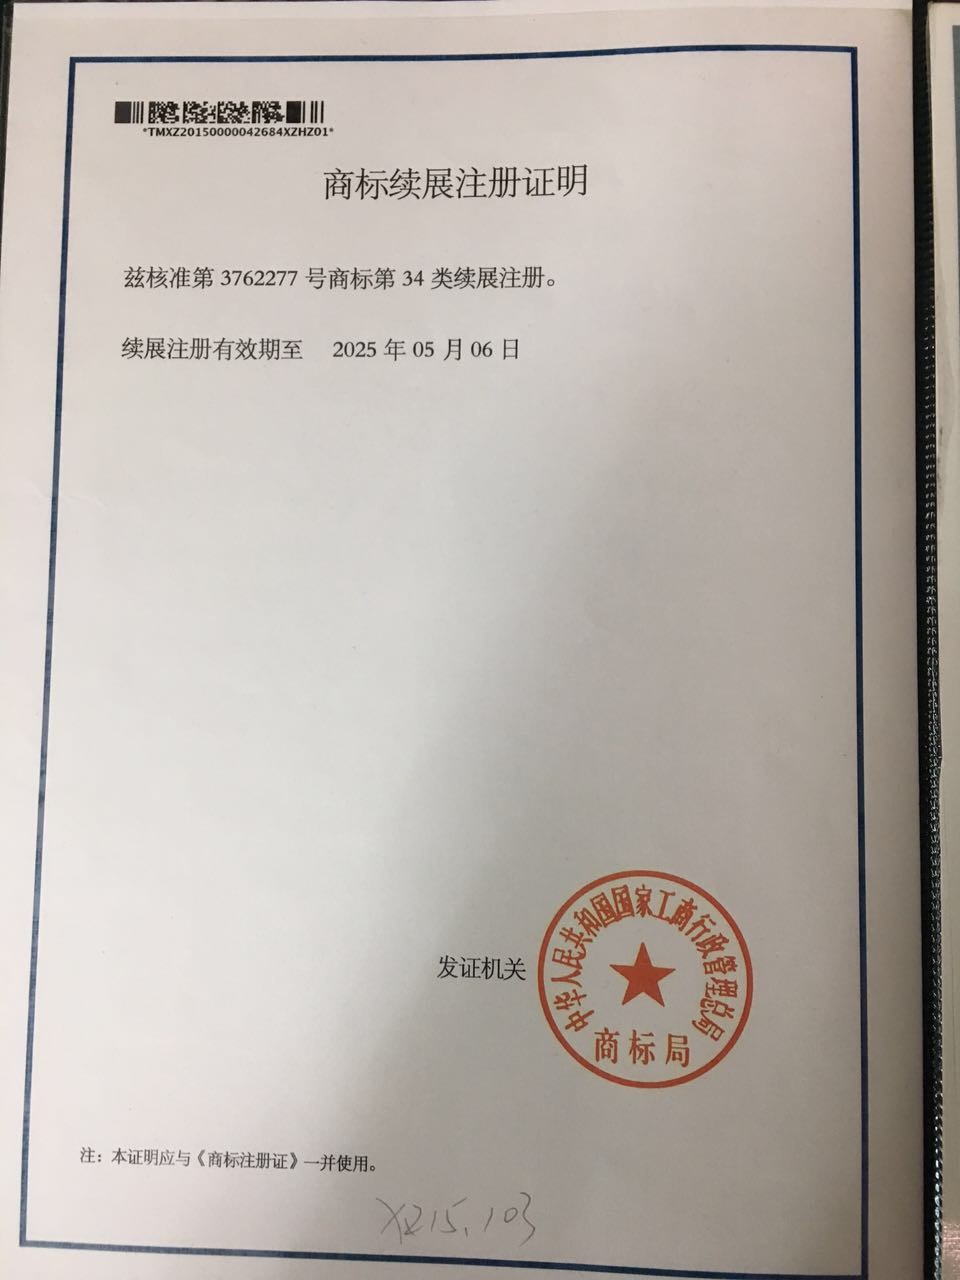 *TMXZ20150000042684XZHZ01*
商标续展注册证明
兹核准第 3762277 号商标第 34 类续展注册。
续展注册有效期至 2025 年 05 月 06 日
发证机关
中华人民共和国国家工商行政管理总局
商标局
注：本证明应与《商标注册证》一并使用。
XZ15.103